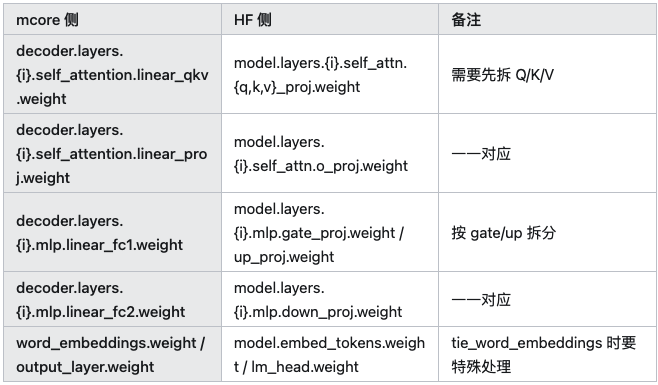 mcore 侧
HF 侧
备注
decoder.layers.
{i}.self_attention.linear_qkv
.weight
model.layers.{i}.self_attn.
{q,k,v}_proj.weight
需要先拆 Q/K/V
decoder.layers.
{i}.self_attention.linear_pro
j.weight
model.layers.
{i}.self_attn.o_proj.weight
一一对应
decoder.layers.
{i}.mlp.linear_fc1.weight
model.layers.
{i}.mlp.gate_proj.weight /
up_proj.weight
按 gate/up 拆分
decoder.layers.
{i}.mlp.linear_fc2.weight
model.layers.
{i}.mlp.down_proj.weight
一一对应
word_embeddings.weight /
output_layer.weight
model.embed_tokens.weigh
t / lm_head.weight
tie_word_embeddings 时要
特殊处理